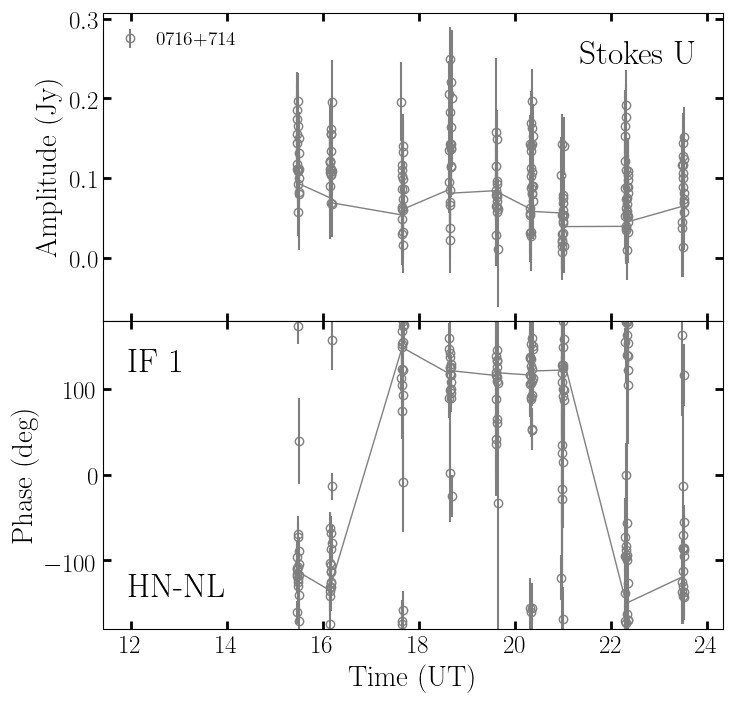 0716+714
Stokes U
0.3
0.2
0.1
0.0
Amplitude (Jy)
IF 1
HN-NL
100
0
−100
Phase (deg)
12 14 16 18 20 22 24
Time (UT)